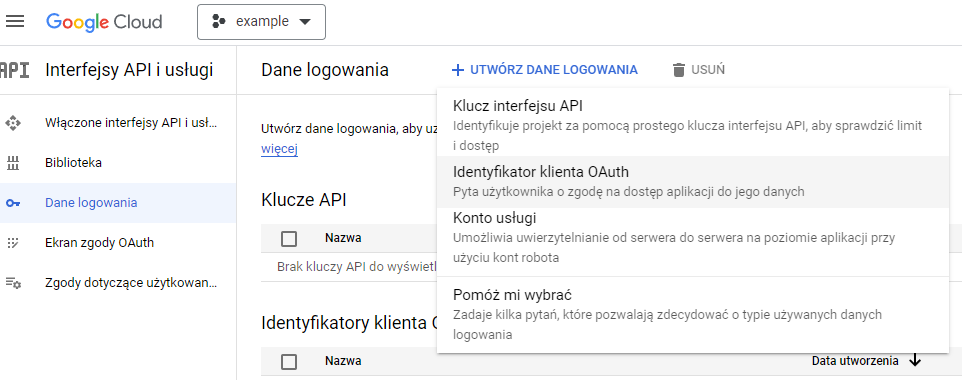 Google Cloud
example
API
Interfejsy API i usługi
Dane logowania
UTWÓRZ DANE LOGOWANIA
USUŃ
Włączone interfejsy API i usł...
Biblioteka
Dane logowania
Ekran zgody OAuth
Zgody dotyczące użytkowan...
Utwórz dane logowania, aby
więcej
Klucz interfejsu API
Identyfikuje projekt za pomocą prostego klucza interfejsu API, aby sprawdzić limit
i dostęp
Identyfikator klienta OAuth
Pyta użytkownika o zgodę na dostęp aplikacji do jego danych
Konto usługi
Umożliwia uwierzytelnianie od serwera do serwera na poziomie aplikacji przy
użyciu kont robota
Pomóż mi wybrać
Zadaje kilka pytań, które pozwalają zdecydować o typie używanych danych
logowania
Klucze API
Nazwa
Brak kluczy API do
Identyfikatory klienta
Nazwa
Data utworzenia